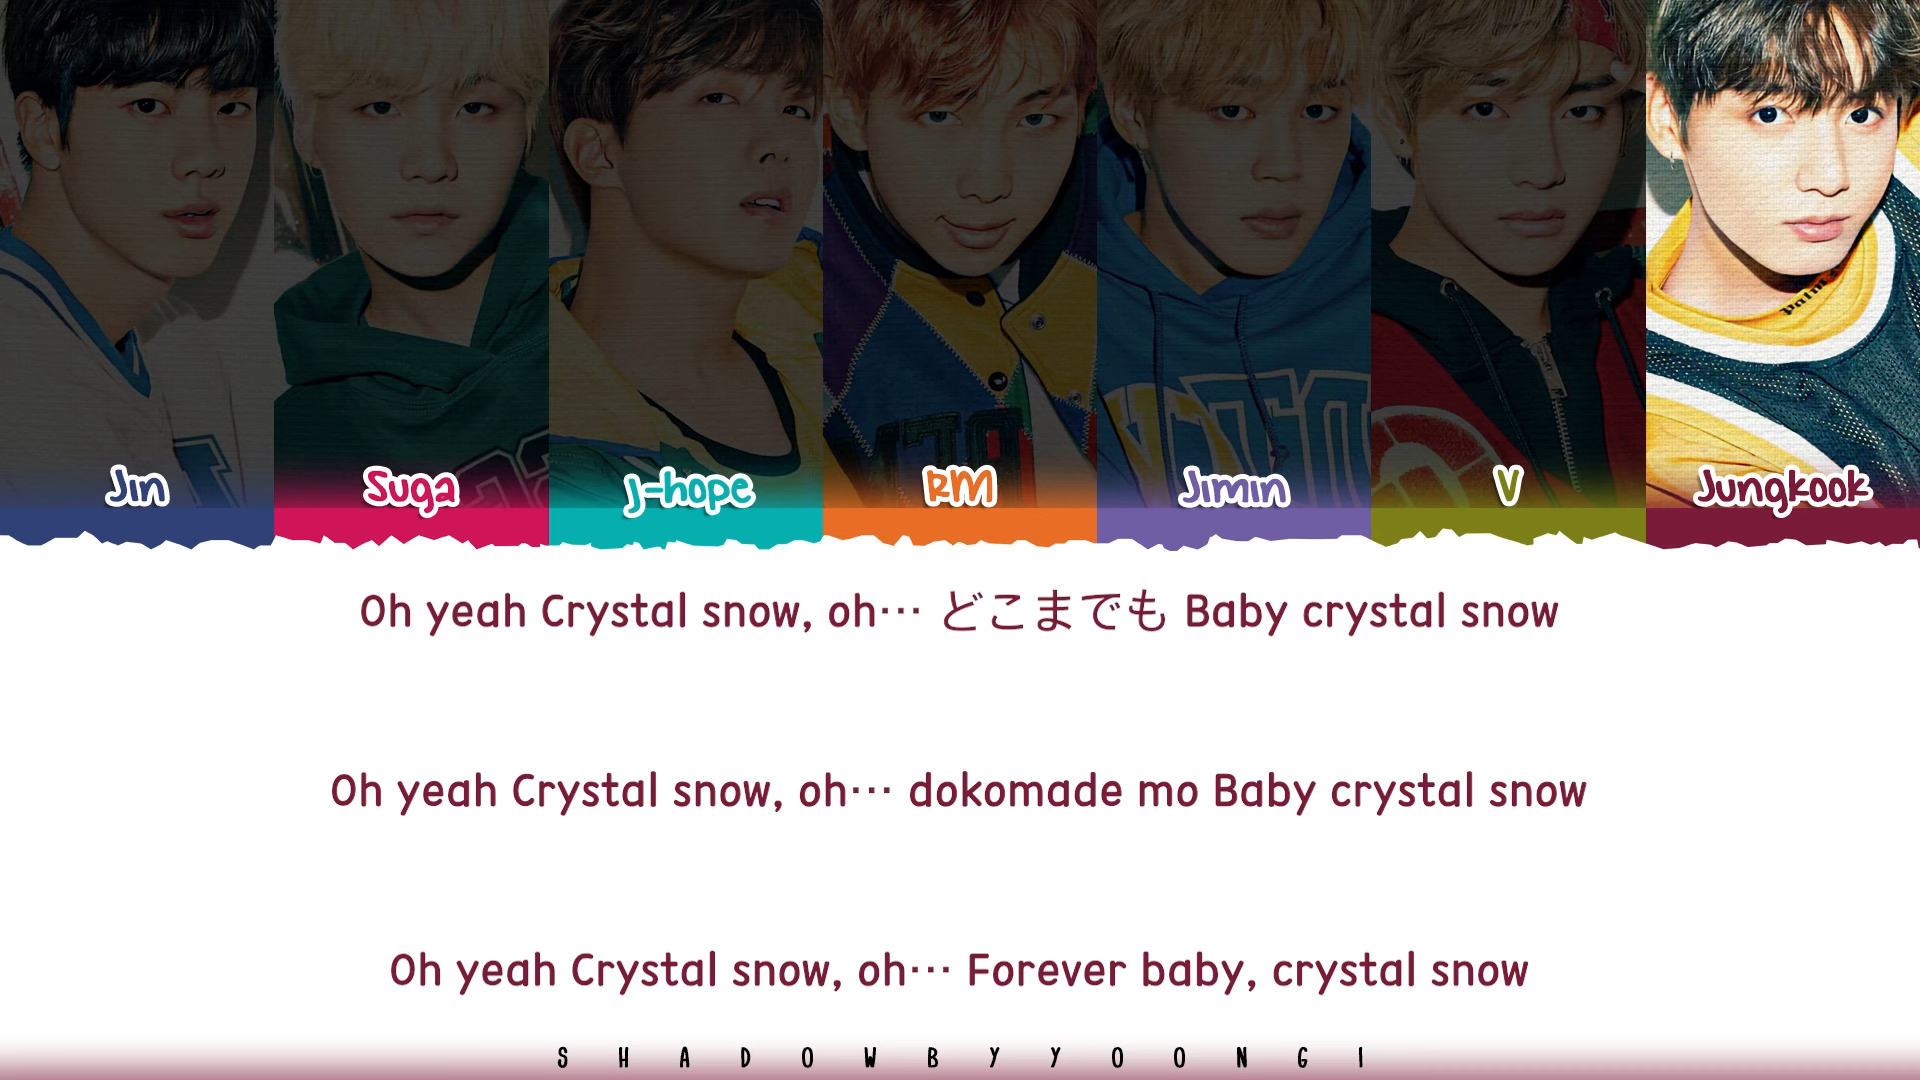 Jin Suga J-hope RM Jimin V Jungkook
Oh yeah Crystal snow, oh… どこまでも Baby crystal snow
Oh yeah Crystal snow, oh… dokomade mo Baby crystal snow
Oh yeah Crystal snow, oh… Forever baby, crystal snow
SHADOWBYYOONGI